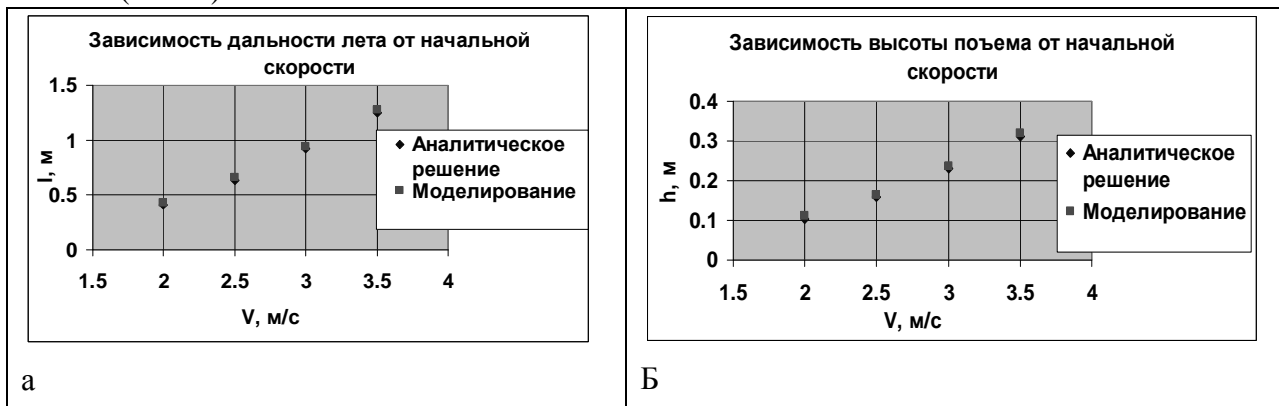 Зависимость дальности лета от начальной
скорости
1.5
1
0.5
0
l, м
1.5 2 2.5 3 3.5 4
V, м/с
Аналитическое
решение
Моделирование
а
Зависимость высоты поъема от начальной
скорости
0.4
0.3
0.2
0.1
0
h, м
1.5 2 2.5 3 3.5 4
V, м/с
Аналитическое
решение
Моделирование
Б